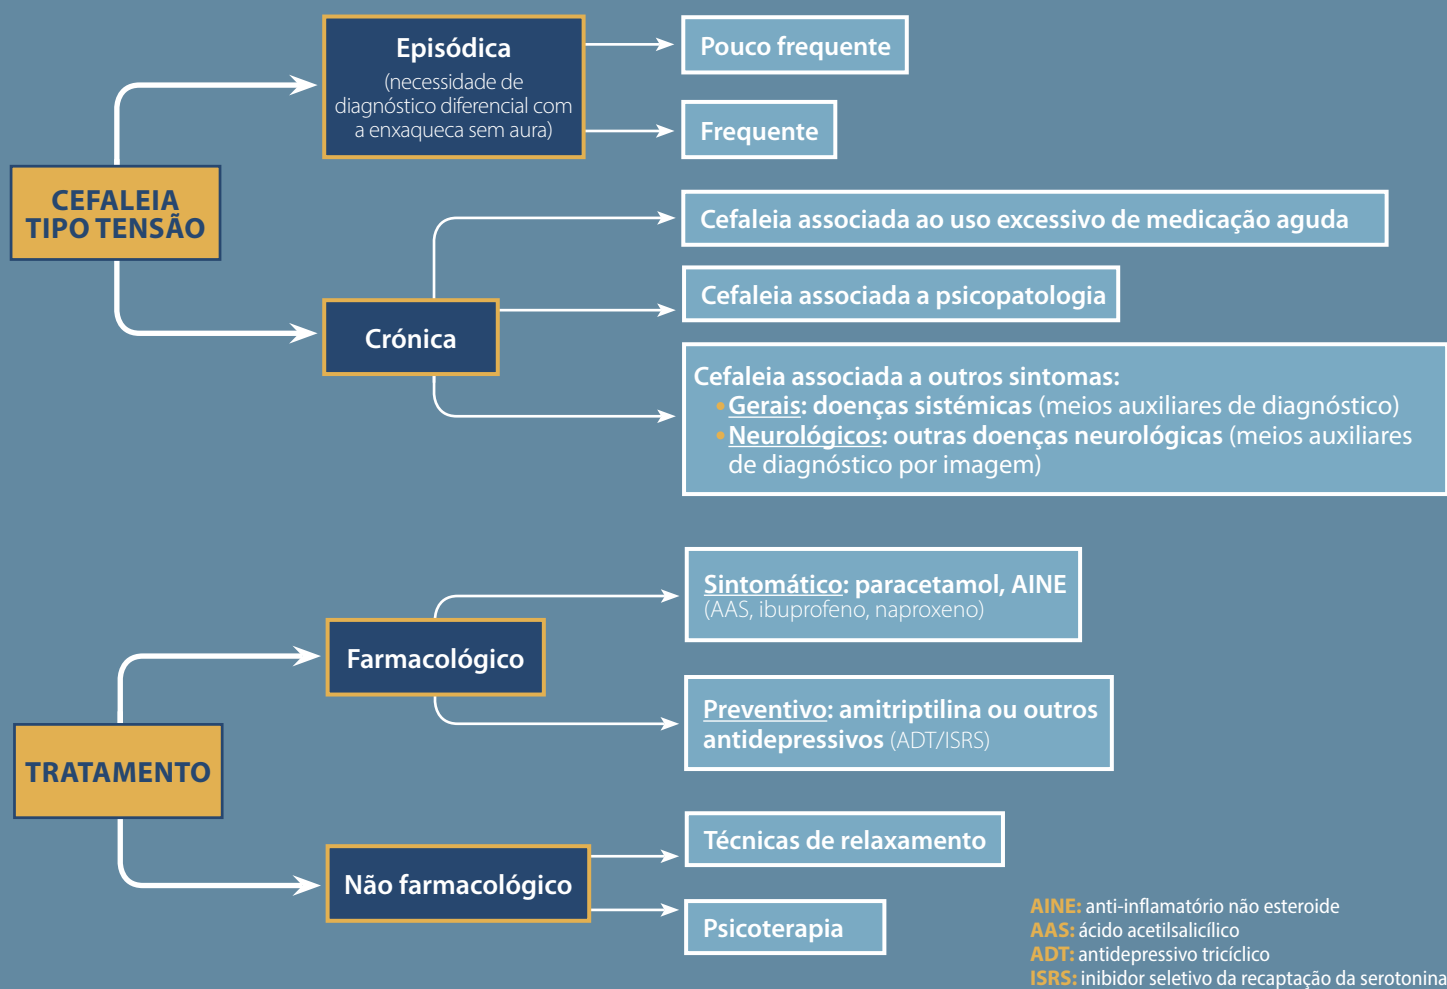 CEFALEIA
TIPO TENSÃO
Episódica
(necessidade de
diagnóstico diferencial com
a enxaqueca sem aura)
Pouco frequente
Frequente
Crónica
Cefaleia associada ao uso excessivo de medicação aguda
Cefaleia associada a psicopatologia
Cefaleia associada a outros sintomas:
• Gerais: doenças sistémicas (meios auxiliares de diagnóstico)
• Neurológicos: outras doenças neurológicas (meios auxiliares
de diagnóstico por imagem)
TRATAMENTO
Farmacológico
Sintomático: paracetamol, AINE
(AAS, ibuprofeno, naproxeno)
Preventivo: amitriptilina ou outros
antidepressivos (ADT/ISRS)
Não farmacológico
Técnicas de relaxamento
Psicoterapia
AINE: anti-inflamatório não esteroide
AAS: ácido acetilsalicílico
ADT: antidepressivo tricíclico
ISRS: inibidor seletivo da recaptação da serotonina